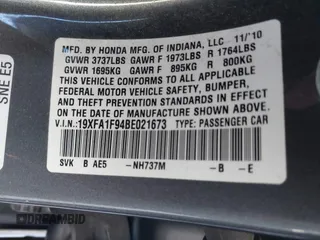 SNE E5
MFD. BY HONDA MFG. OF INDIANA, LLC 11/'10
GVWR 3737LBS GAWR F 1973LBS R 1764LBS
GVWR 1695KG GAWR F 895KG R 800KG
THIS VEHICLE CONFORMS TO ALL APPLICABLE
FEDERAL MOTOR VEHICLE SAFETY, BUMPER,
AND THEFT PREVENTION STANDARDS IN EFFECT
ON THE DATE OF MANUFACTURE SHOWN ABOVE.
V.I.N.: 19XFA1F94BE021673 TYPE: PASSENGER CAR
SVK B AE5 -NH737M -B -E
DREAMBID